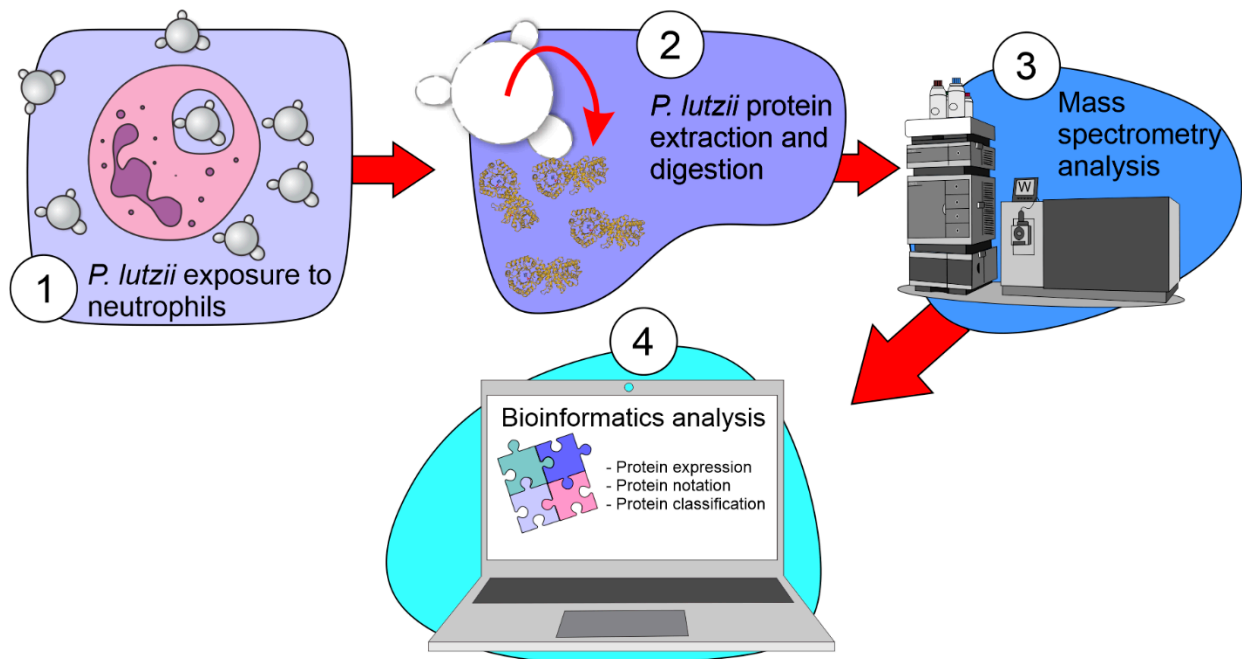 1
P. lutzii exposure to
neutrophils
2
P. lutzii protein
extraction and
digestion
3
Mass
spectrometry
analysis
W
4
Bioinformatics analysis
- Protein expression
- Protein notation
- Protein classification